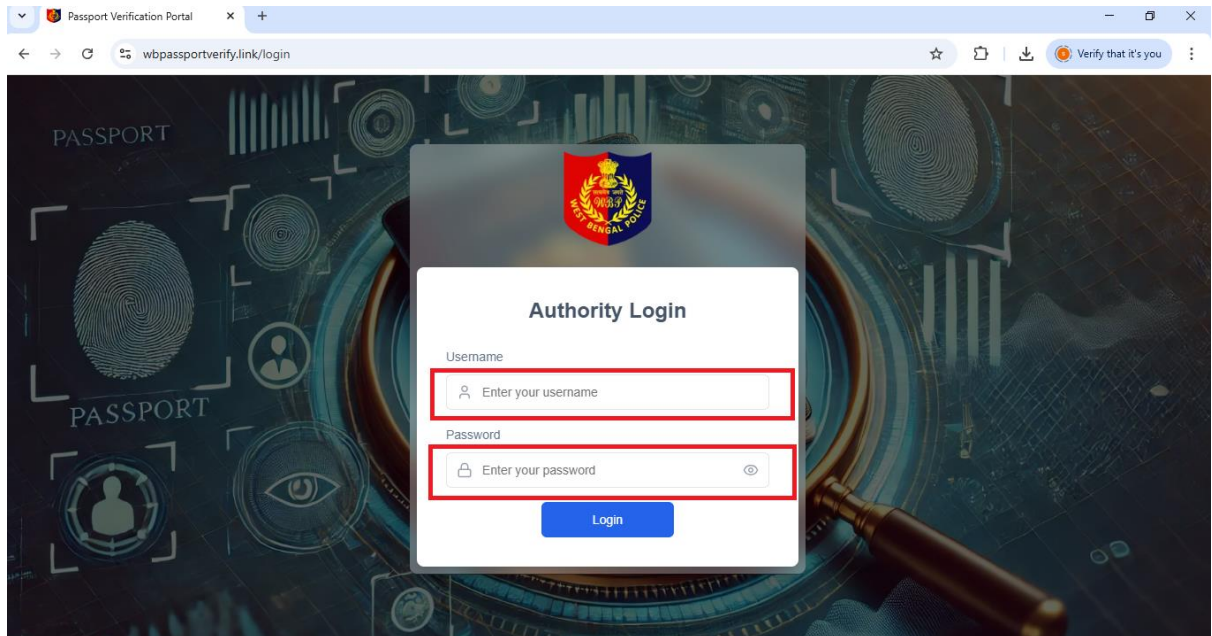 Passport Verification Portal
wbpassportverify.link/login
Verify that it's you
PASSPORT
WBP
WEST BENGAL POLICE
Authority Login
Username
Enter your username
Password
Enter your password
Login
PASSPORT